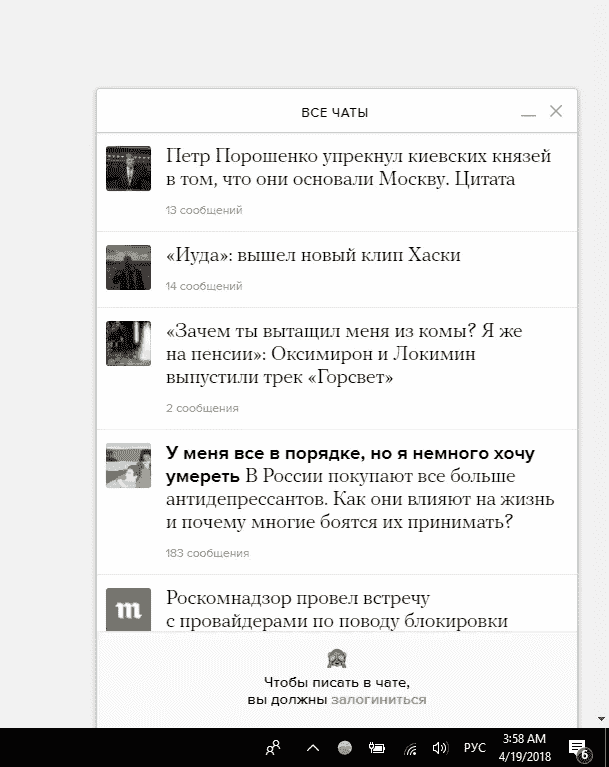 ВСЕ ЧАТЫ
Петр Порошенко упрекнул киевских князей
в том, что они основали Москву. Цитата
13 сообщений
«Иуда»: вышел новый клип Хаски
14 сообщений
«Зачем ты вытащил меня из комы? Я же
на пенсии»: Оксимирон и Локимин
выпустили трек «Горсвет»
2 сообщения
У меня все в порядке, но я немного хочу
умереть В России покупают все больше
антидепрессантов. Как они влияют на жизнь
и почему многие боятся их принимать?
183 сообщения
m
Роскомнадзор провел встречу
с провайдерами по поводу блокировки
Чтобы писать в чате,
вы должны залогиниться
РУС
3:58 AM
4/19/2018
6